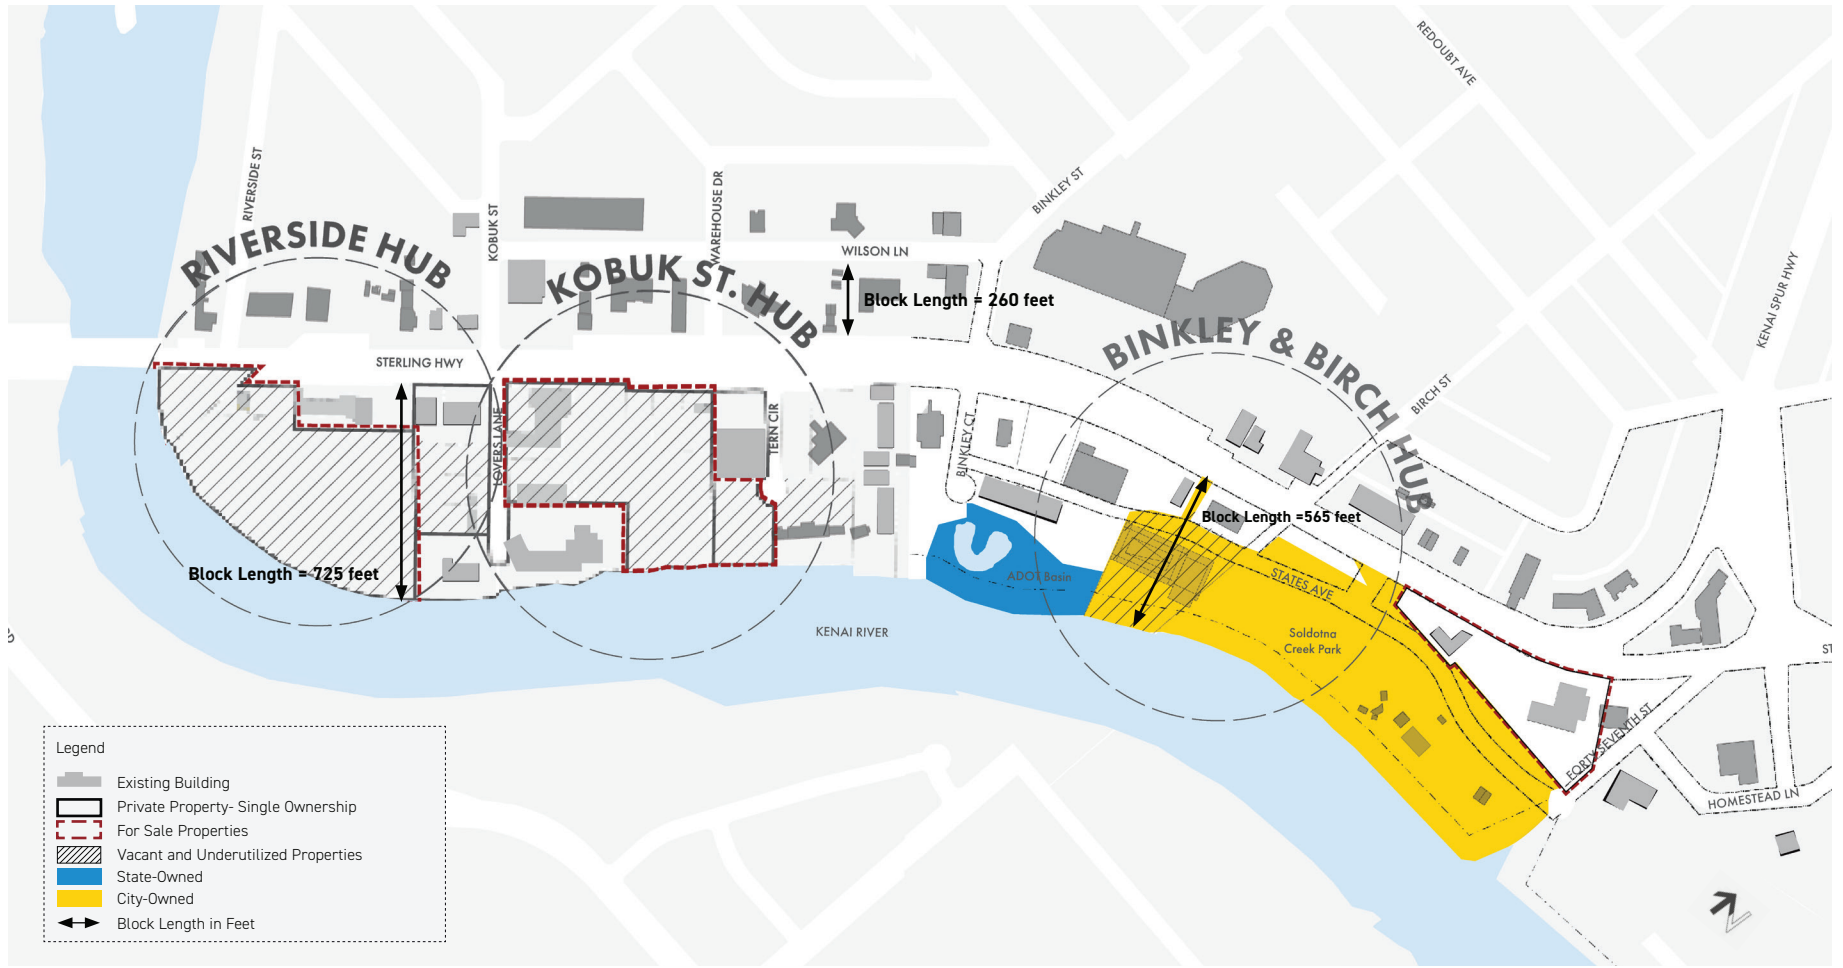 REDOUBT AVE
RIVERSIDE ST
KOBUK ST
WAREHOUSE DR
BINKLEY ST
WILSON LN
KENAI SPUR HWY
RIVERSIDE HUB
KOBUK ST. HUB
BINKLEY & BIRCH HUB
Block Length = 260 feet
STERLING HWY
BIRCH ST
LOVERS LANE
TERN CIR
BINKLEY CT
Block Length =565 feet
Block Length = 725 feet
ADOT Basin
STATES AVE
KENAI RIVER
Soldotna
Creek Park
ST
FORTY SEVENTH ST
HOMESTEAD LN
Legend
Existing Building
Private Property- Single Ownership
For Sale Properties
Vacant and Underutilized Properties
State-Owned
City-Owned
Block Length in Feet
N